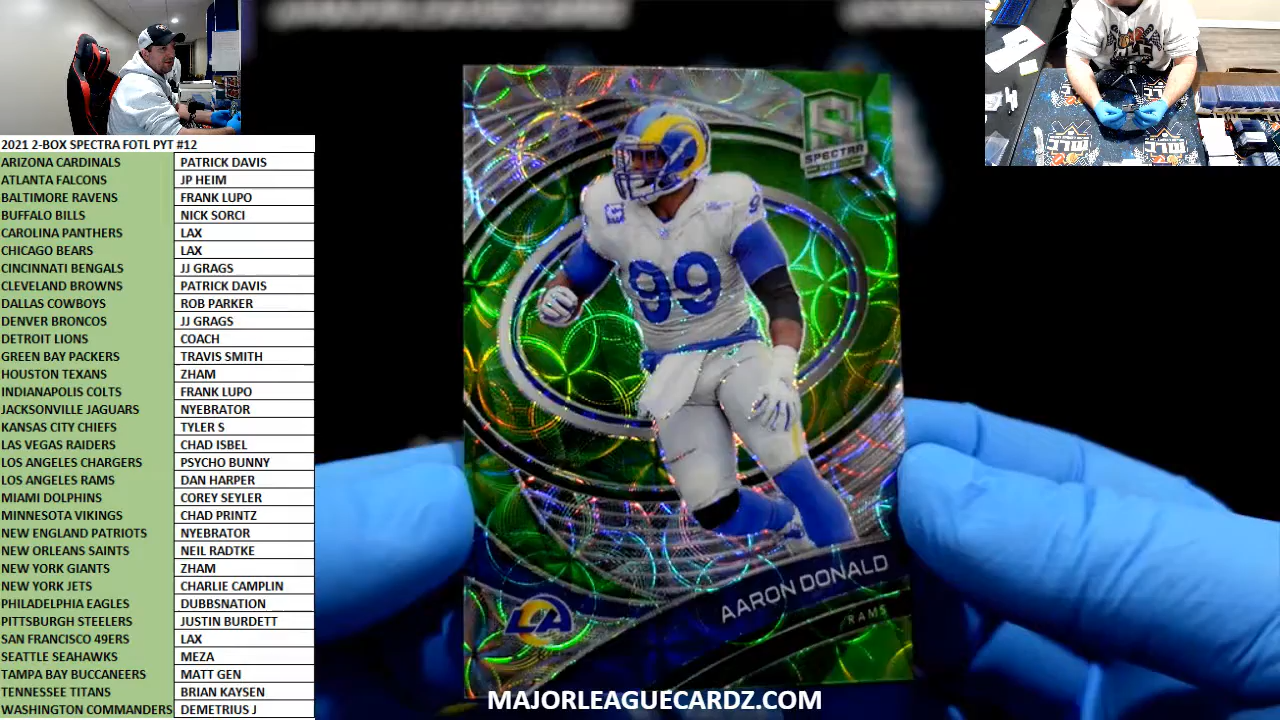 2021 2-BOX SPECTRA FOTL PYT #12
ARIZONA CARDINALS PATRICK DAVIS
ATLANTA FALCONS JP HEIM
BALTIMORE RAVENS FRANK LUPO
BUFFALO BILLS NICK SORCI
CAROLINA PANTHERS LAX
CHICAGO BEARS LAX
CINCINNATI BENGALS JJ GRAGS
CLEVELAND BROWNS PATRICK DAVIS
DALLAS COWBOYS ROB PARKER
DENVER BRONCOS JJ GRAGS
DETROIT LIONS COACH
GREEN BAY PACKERS TRAVIS SMITH
HOUSTON TEXANS ZHAM
INDIANAPOLIS COLTS FRANK LUPO
JACKSONVILLE JAGUARS NYEBRATOR
KANSAS CITY CHIEFS TYLER S
LAS VEGAS RAIDERS CHAD ISBEL
LOS ANGELES CHARGERS PSYCHO BUNNY
LOS ANGELES RAMS DAN HARPER
MIAMI DOLPHINS COREY SEYLER
MINNESOTA VIKINGS CHAD PRINTZ
NEW ENGLAND PATRIOTS NYEBRATOR
NEW ORLEANS SAINTS NEIL RADTKE
NEW YORK GIANTS ZHAM
NEW YORK JETS CHARLIE CAMPLIN
PHILADELPHIA EAGLES DUBBSNATION
PITTSBURGH STEELERS JUSTIN BURDETT
SAN FRANCISCO 49ERS LAX
SEATTLE SEAHAWKS MEZA
TAMPA BAY BUCCANEERS MATT GEN
TENNESSEE TITANS BRIAN KAYSEN
WASHINGTON COMMANDERS DEMETRIUS J
S
SPECTRA
99
99
AARON DONALD
RAMS
LA
MAJORLEAGUECARDZ.COM
MLC
MLC